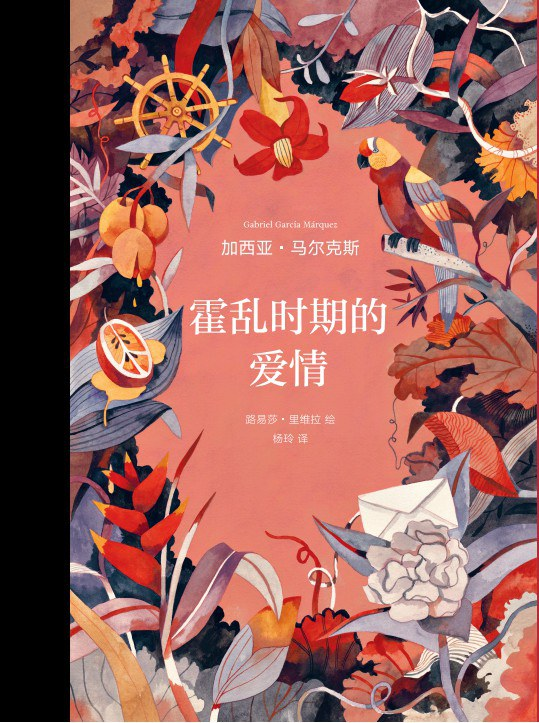 Gabriel García Márquez
加西亚·马尔克斯
霍乱时期的
爱情
路易莎·里维拉 绘
杨玲 译